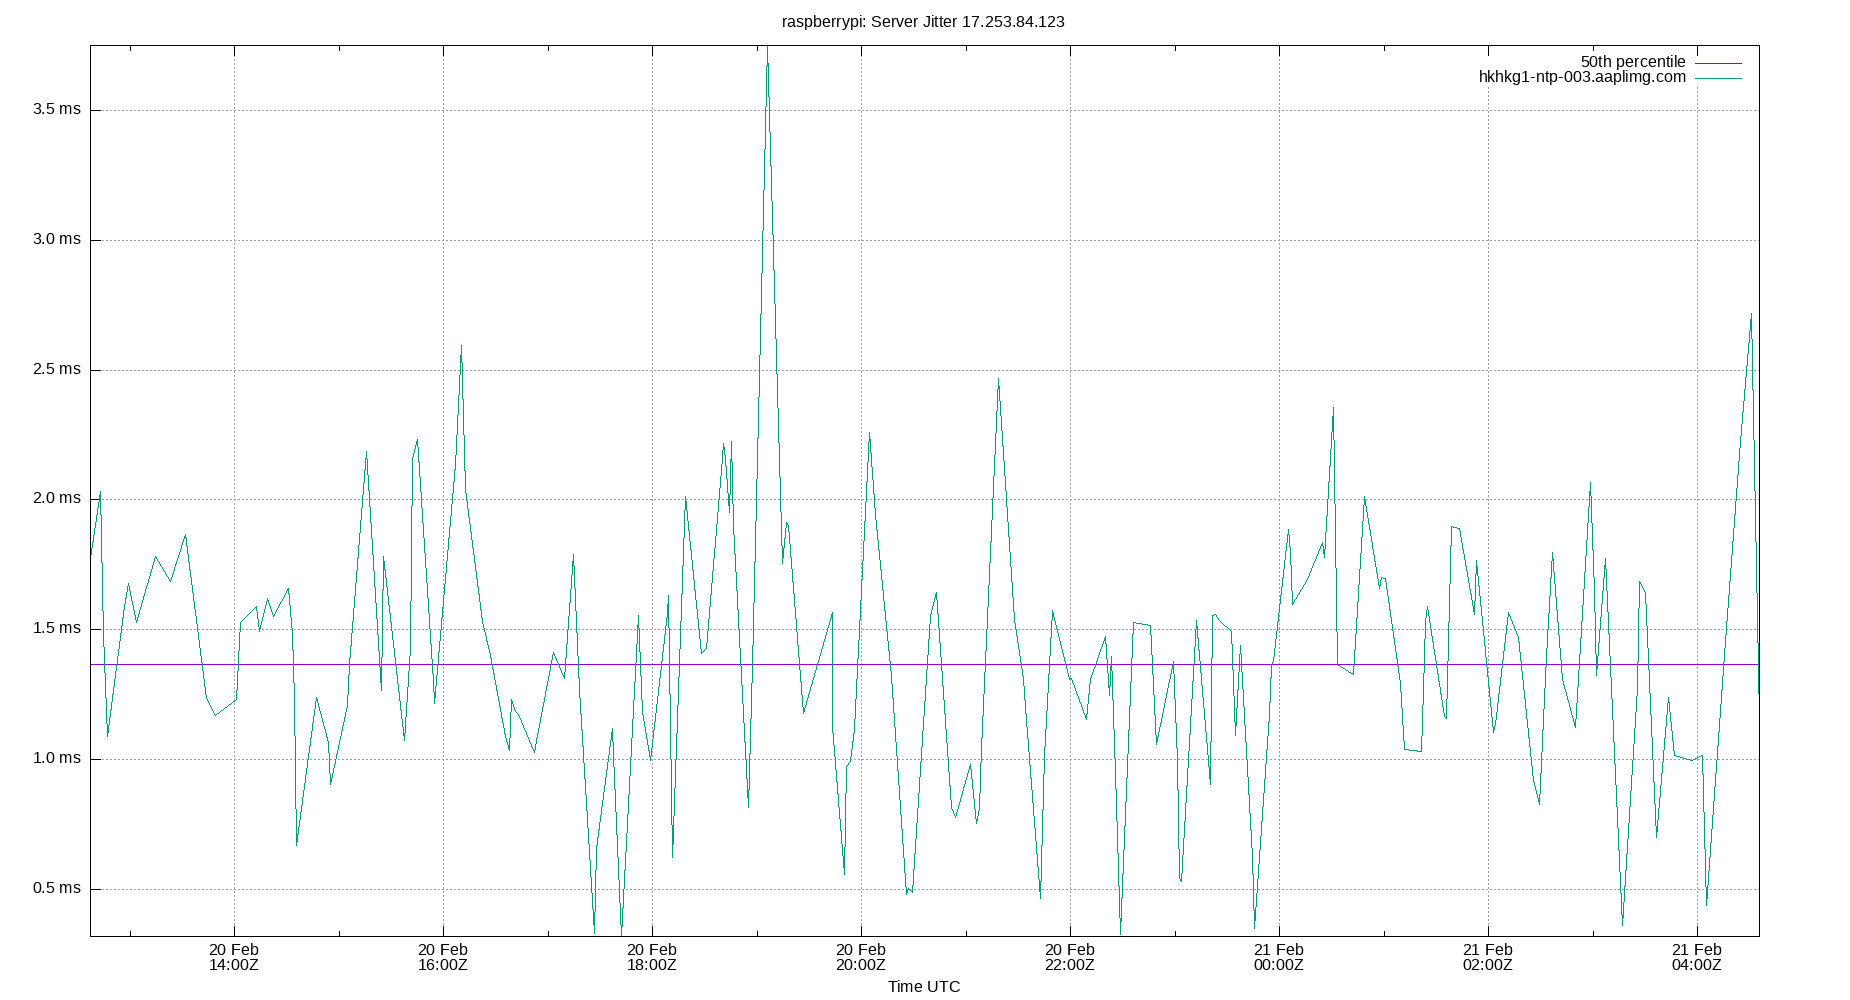 raspberrypi: Server Jitter 17.253.84.123
50th percentile
hkhkg1-ntp-003.aaplimg.com
3.5 ms
3.0 ms
2.5 ms
2.0 ms
1.5 ms
1.0 ms
0.5 ms
20 Feb 20 Feb 20 Feb 20 Feb 20 Feb 21 Feb 21 Feb 21 Feb
14:00Z 16:00Z 18:00Z 20:00Z 22:00Z 00:00Z 02:00Z 04:00Z
Time UTC